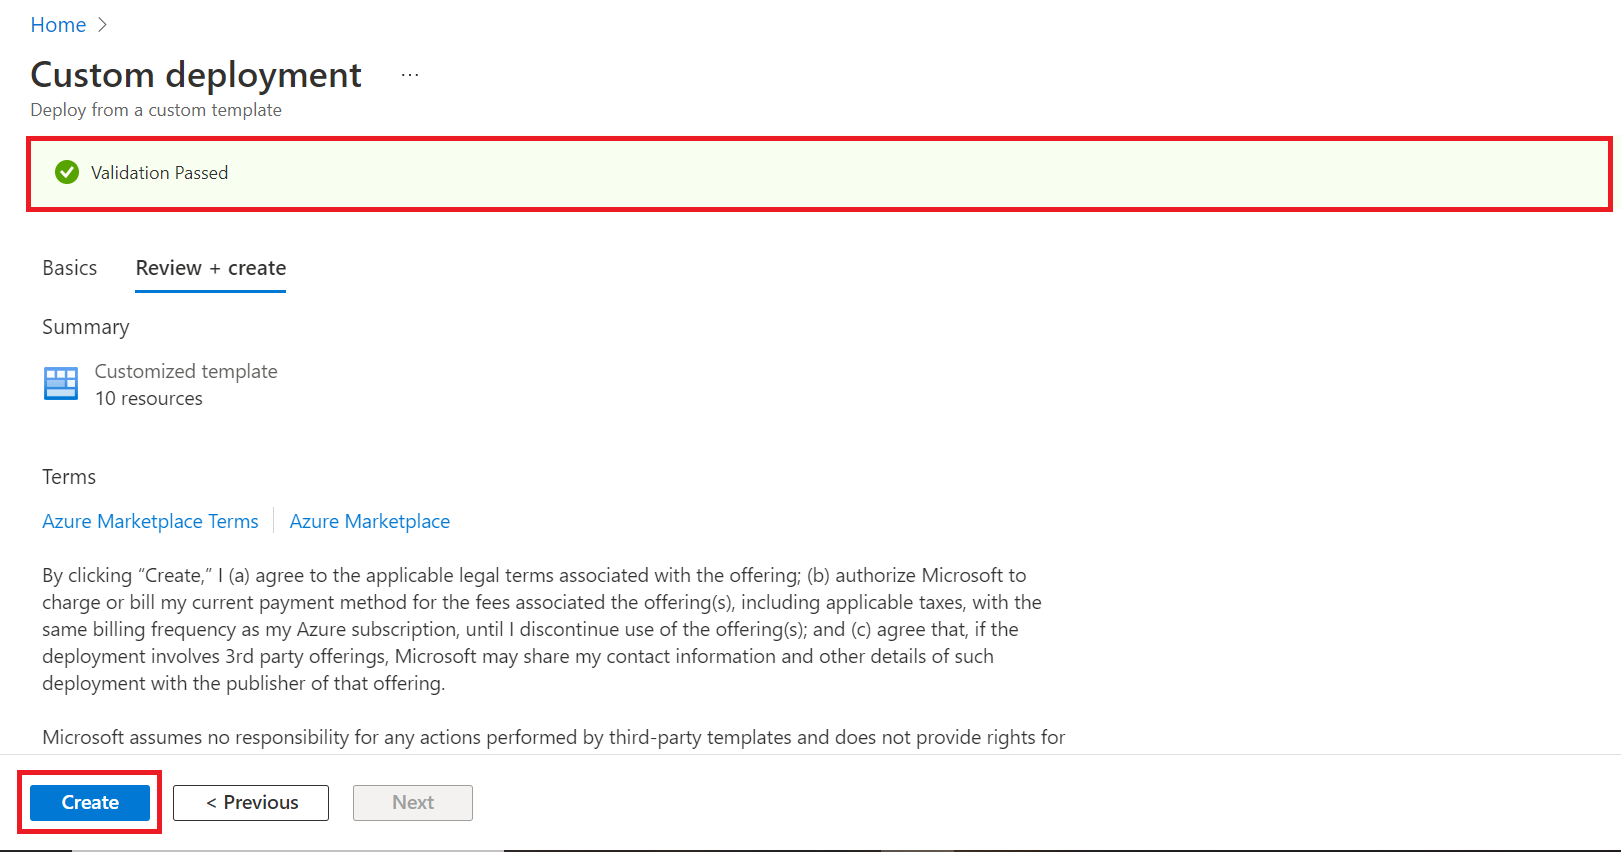 Home >
Custom deployment ...
Deploy from a custom template
Validation Passed
Basics Review + create
Summary
Customized template
10 resources
Terms
Azure Marketplace Terms Azure Marketplace
By clicking “Create,” I (a) agree to the applicable legal terms associated with the offering; (b) authorize Microsoft to
charge or bill my current payment method for the fees associated the offering(s), including applicable taxes, with the
same billing frequency as my Azure subscription, until I discontinue use of the offering(s); and (c) agree that, if the
deployment involves 3rd party offerings, Microsoft may share my contact information and other details of such
deployment with the publisher of that offering.
Microsoft assumes no responsibility for any actions performed by third-party templates and does not provide rights for
Create < Previous Next